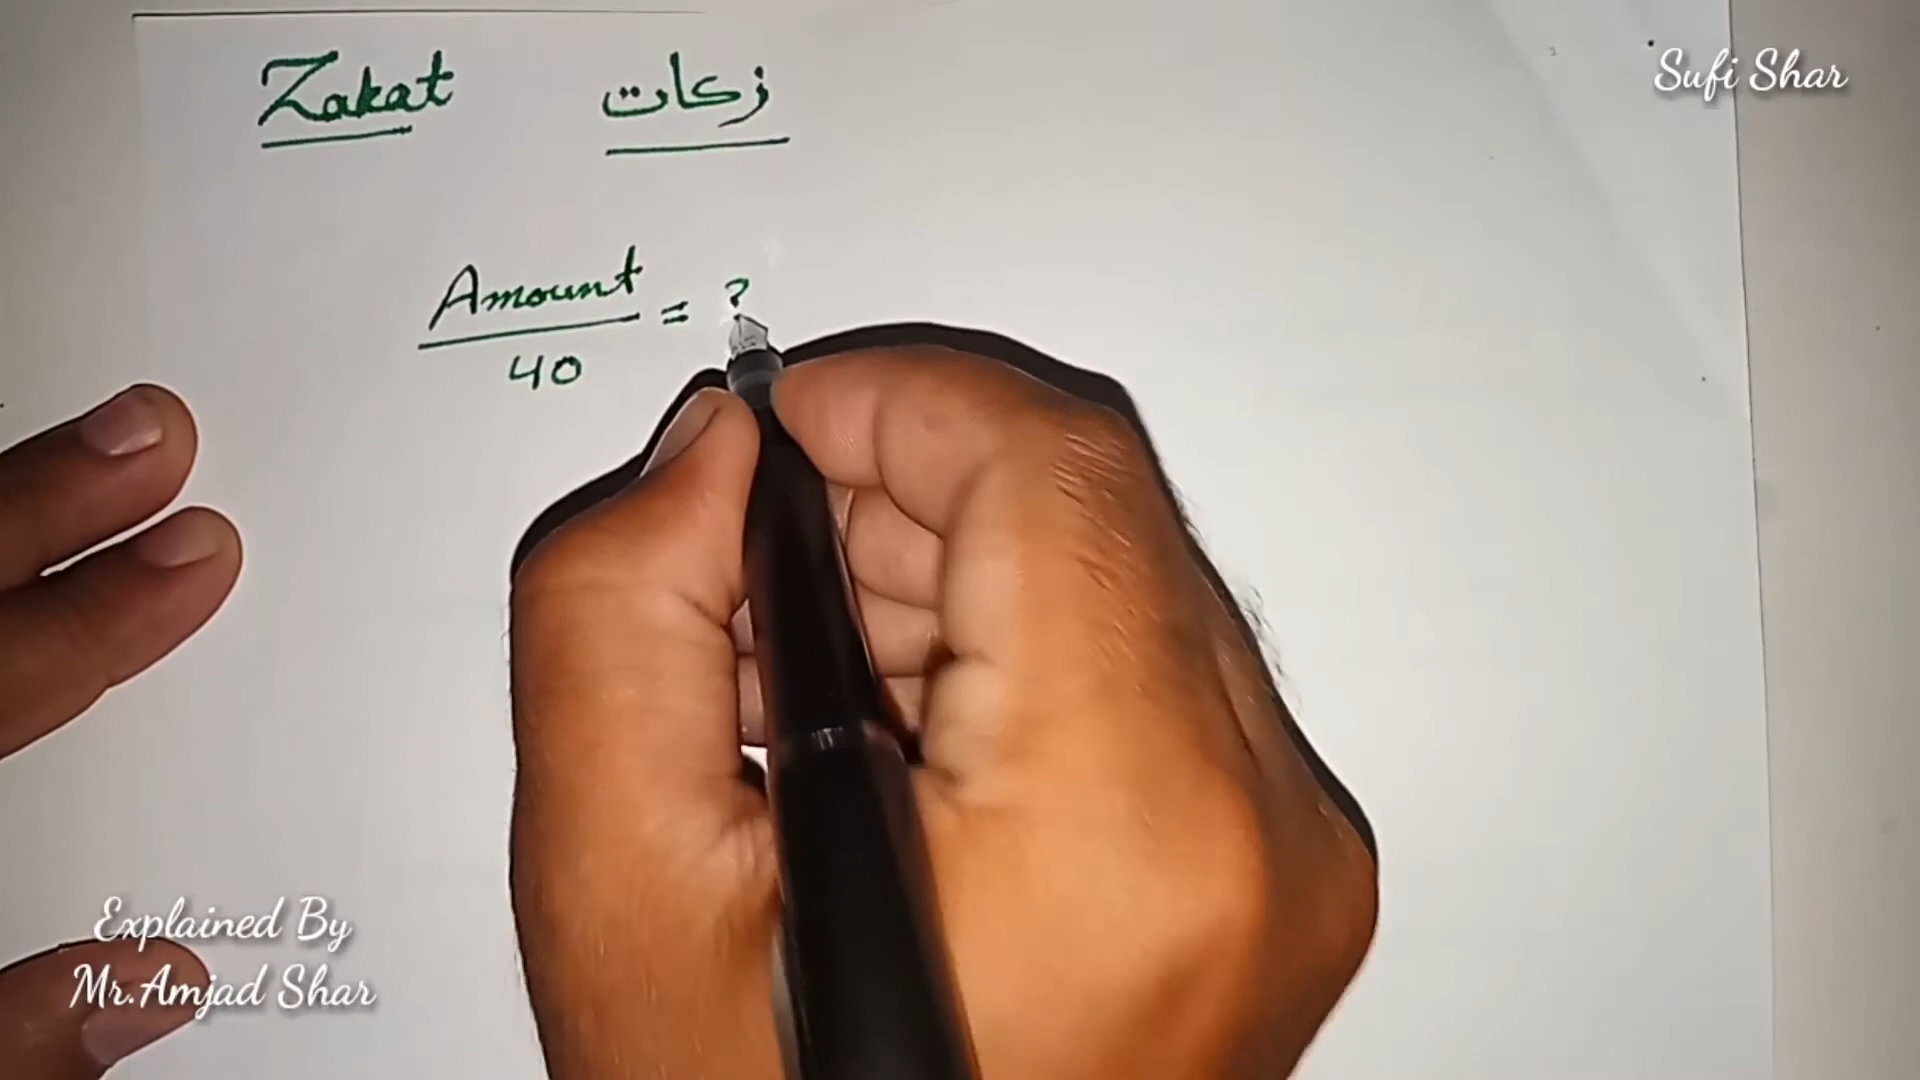 Zakat زکات
Sufi Shar
Amount
40
= ?
Explained By
Mr.Amjad Shar